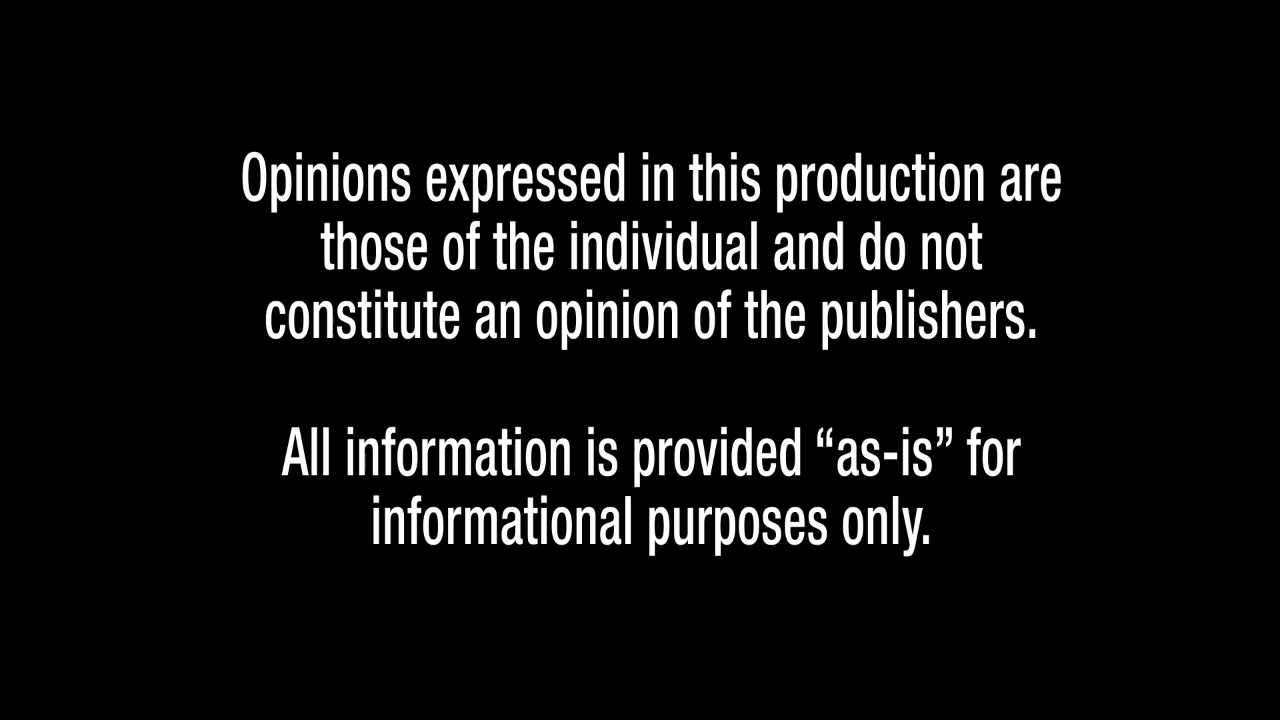 Opinions expressed in this production are
those of the individual and do not
constitute an opinion of the publishers.
All information is provided “as-is” for
informational purposes only.